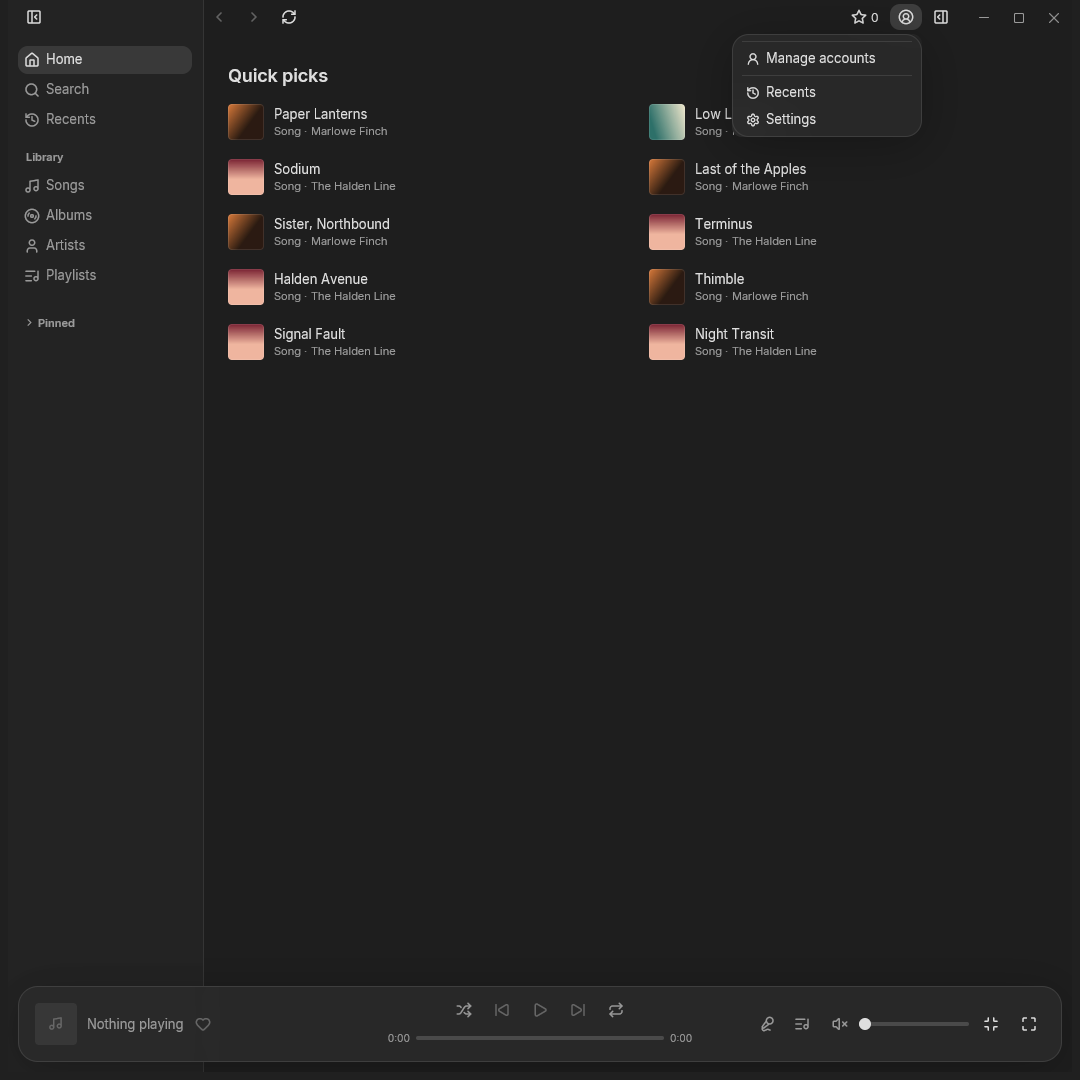 0
Home
Search
Recents
Library
Songs
Albums
Artists
Playlists
Pinned
Manage accounts
Recents
Settings
Quick picks
Paper Lanterns
Song · Marlowe Finch
Sodium
Song · The Halden Line
Sister, Northbound
Song · Marlowe Finch
Halden Avenue
Song · The Halden Line
Signal Fault
Song · The Halden Line
Low
Song ·
Last of the Apples
Song · Marlowe Finch
Terminus
Song · The Halden Line
Thimble
Song · Marlowe Finch
Night Transit
Song · The Halden Line
Nothing playing
0:00
0:00